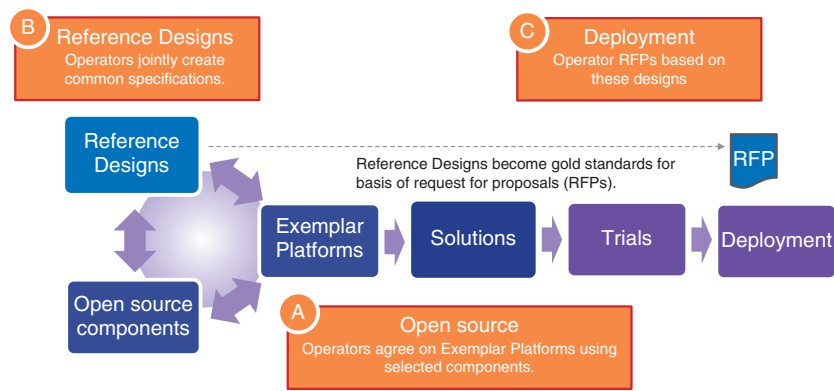 B
Reference Designs
Operators jointly create
common specifications.
C
Deployment
Operator RFPs based on
these designs
Reference
Designs
RFP
Reference Designs become gold standards for
basis of request for proposals (RFPs).
Exemplar
Platforms
Solutions
Trials
Deployment
Open source
components
A
Open source
Operators agree on Exemplar Platforms using
selected components.